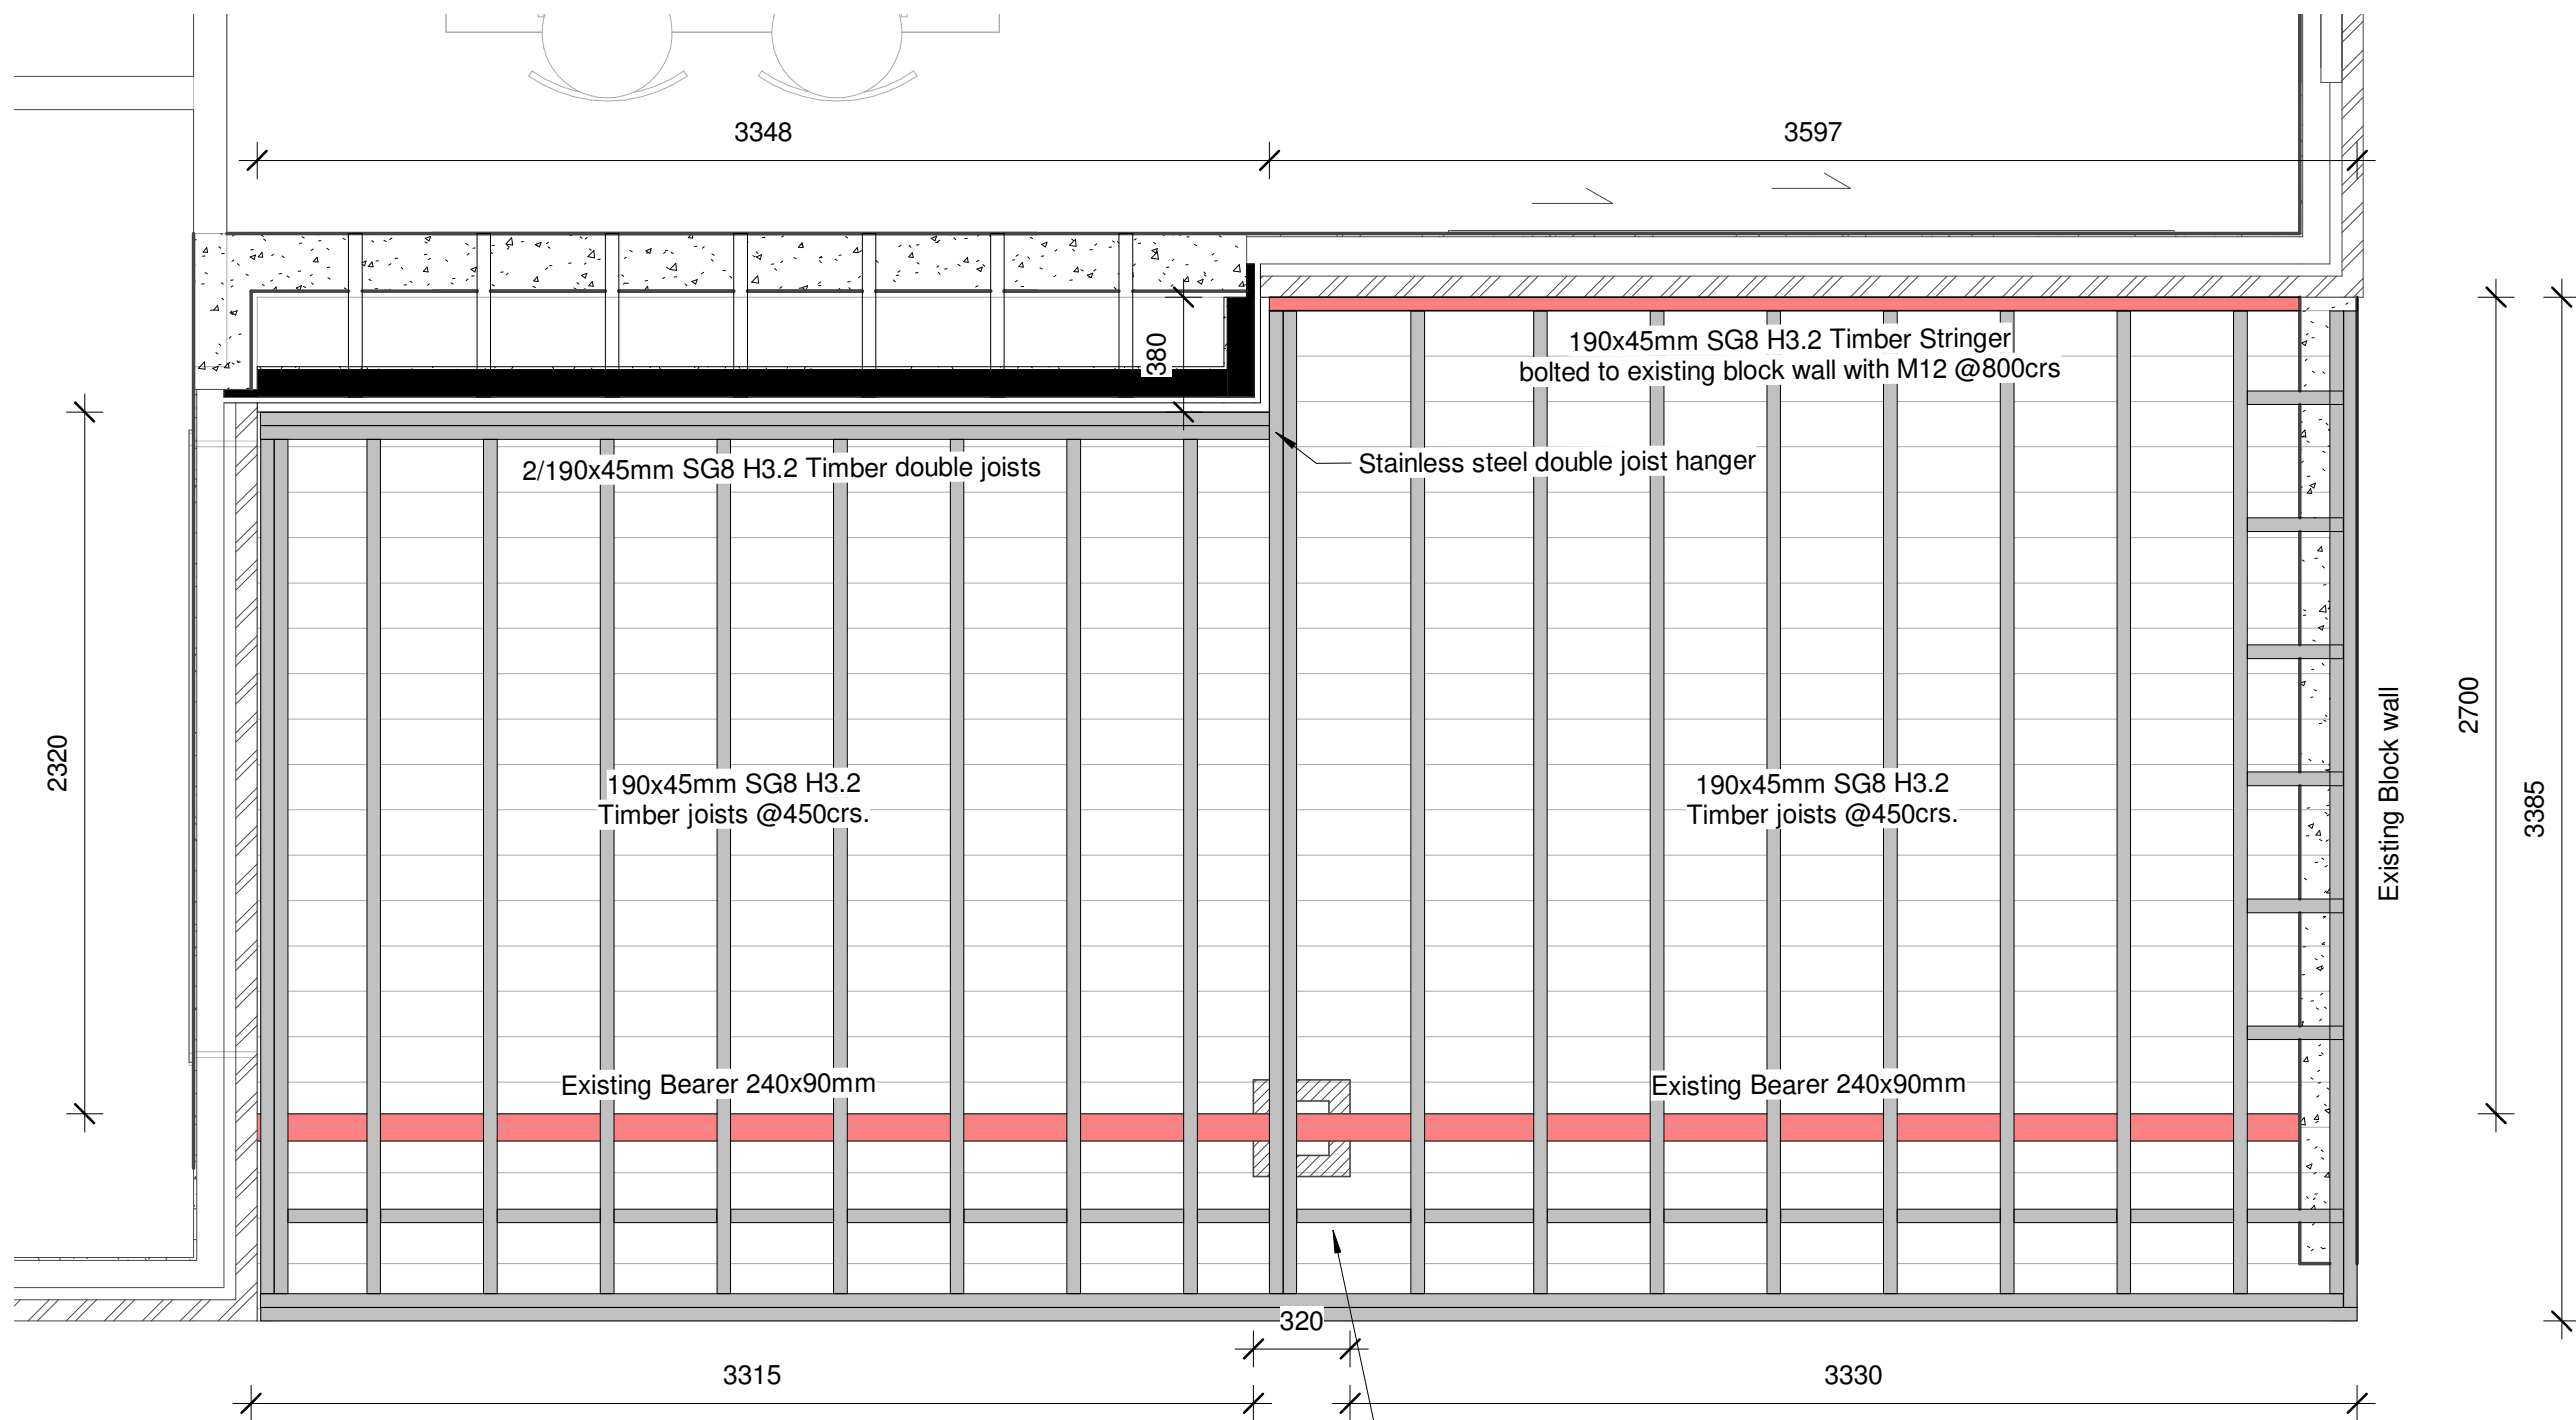 3348
3597
380
190x45mm SG8 H3.2 Timber Stringer
bolted to existing block wall with M12 @800crs
2/190x45mm SG8 H3.2 Timber double joists
Stainless steel double joist hanger
2320
190x45mm SG8 H3.2
Timber joists @450crs.
190x45mm SG8 H3.2
Timber joists @450crs.
Existing Block wall
2700
3385
Existing Bearer 240x90mm
Existing Bearer 240x90mm
320
3315
3330